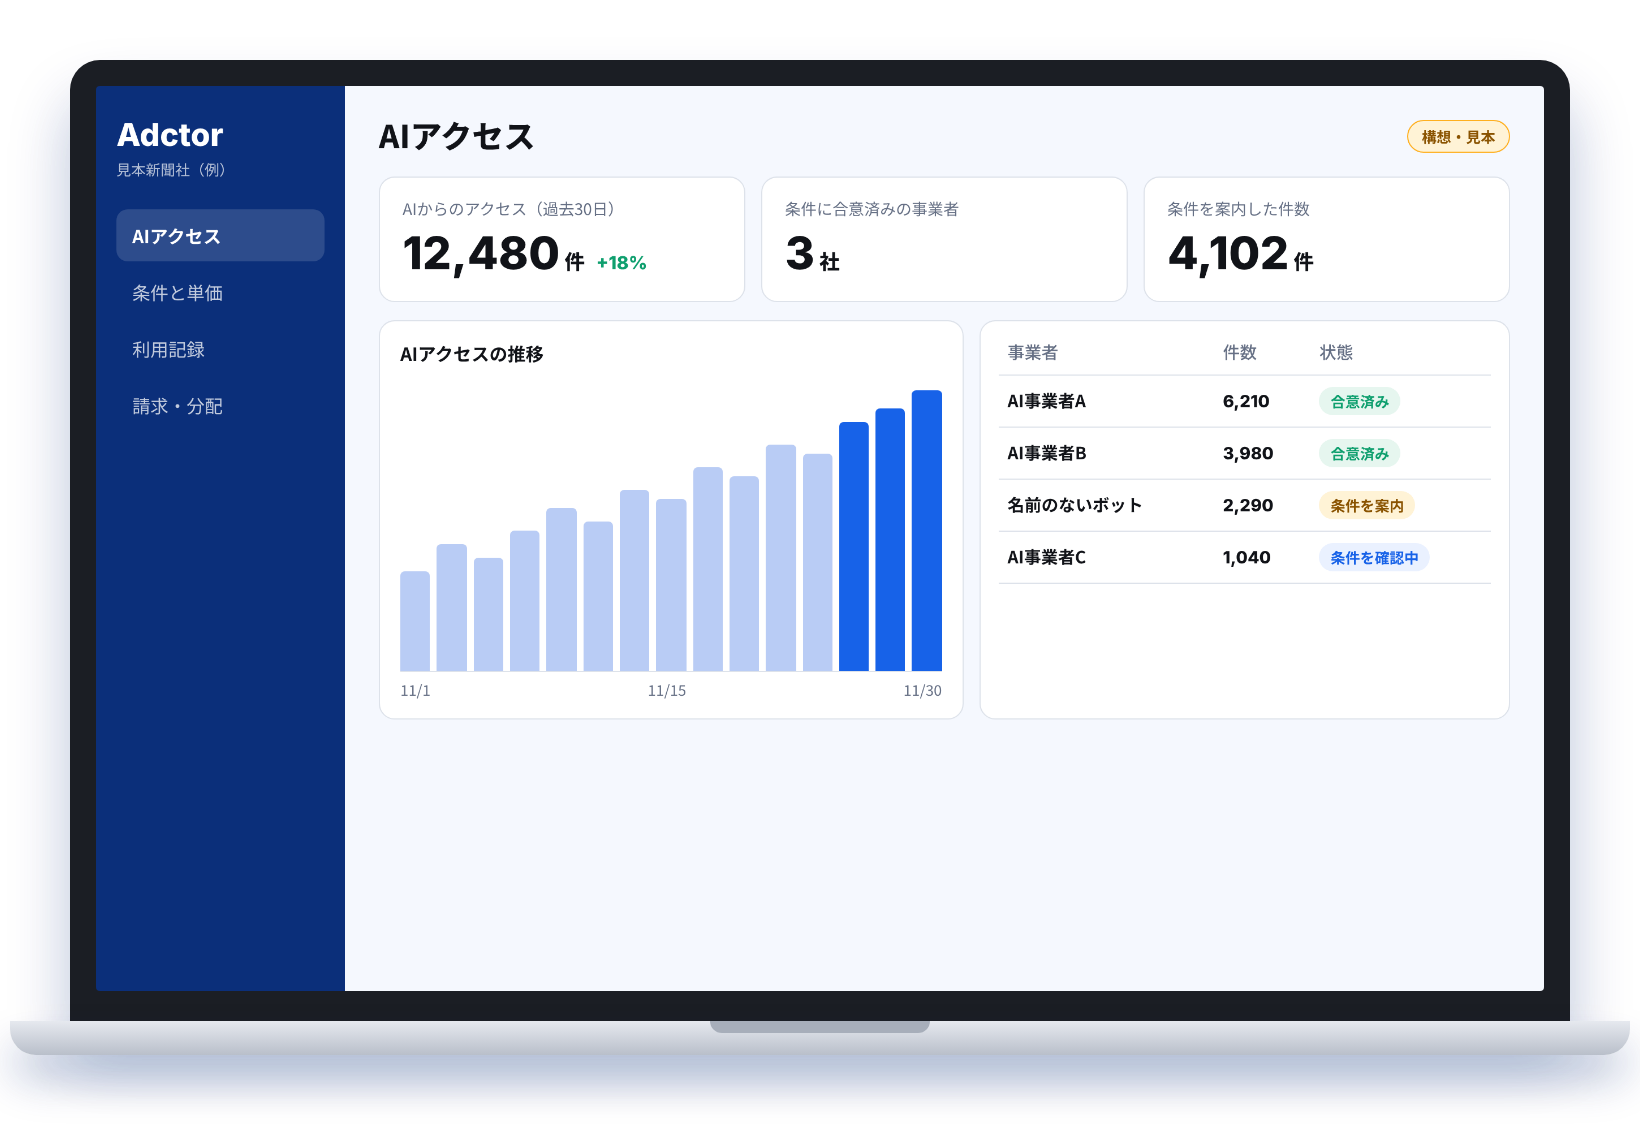 Adctor
見本新聞社（例）
AIアクセス
条件と単価
利用記録
請求・分配
AIアクセス
構想・見本
AIからのアクセス（過去30日）
12,480件 +18%
条件に合意済みの事業者
3社
条件を案内した件数
4,102件
AIアクセスの推移
11/1 11/15 11/30
事業者 件数 状態
AI事業者A 6,210 合意済み
AI事業者B 3,980 合意済み
名前のないボット 2,290 条件を案内
AI事業者C 1,040 条件を確認中